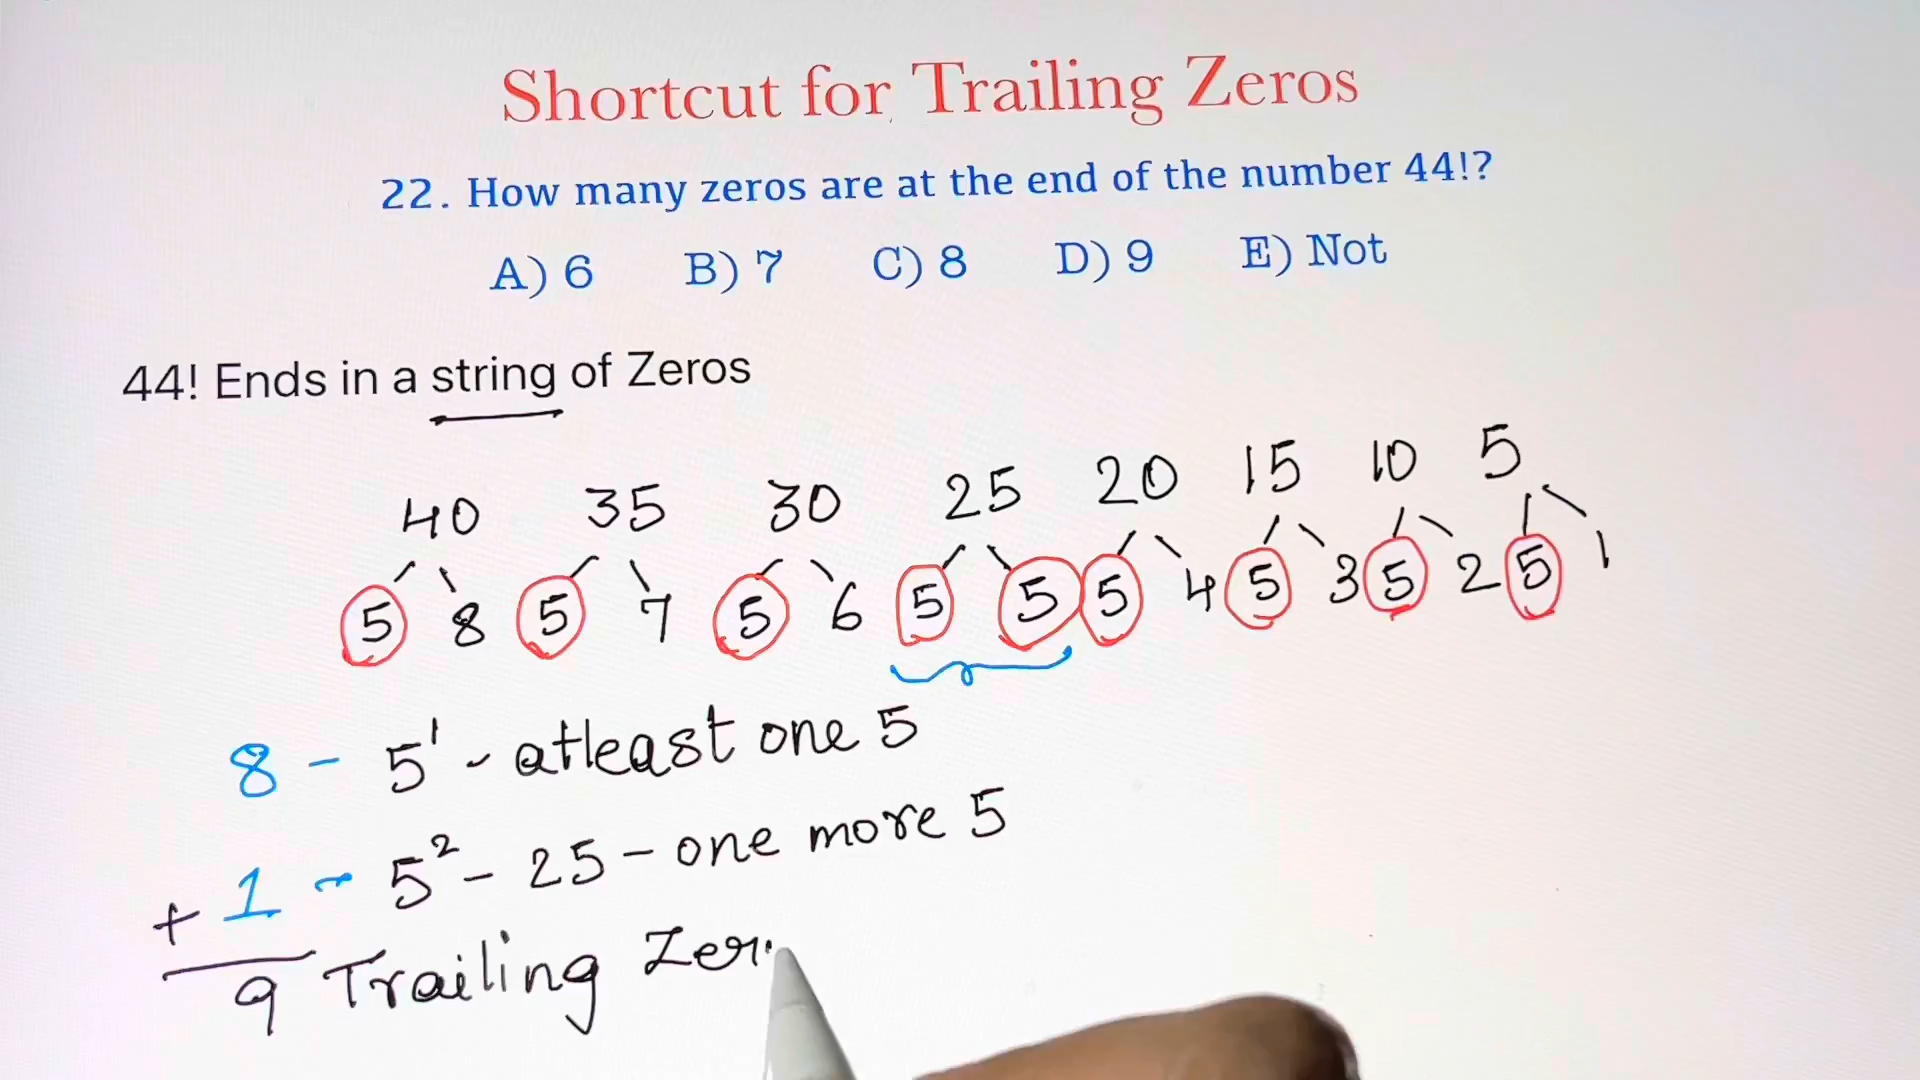 Shortcut for Trailing Zeros
22. How many zeros are at the end of the number 44!?
A) 6 B) 7 C) 8 D) 9 E) Not
44! Ends in a string of Zeros
40 35 30 25 20 15 10 5
5 8 5 7 5 6 5 5 5 4 5 3 5 2 5 1
8 - 5¹ - atleast one 5
+ 1 - 5² - 25 - one more 5
9 Trailing Zer